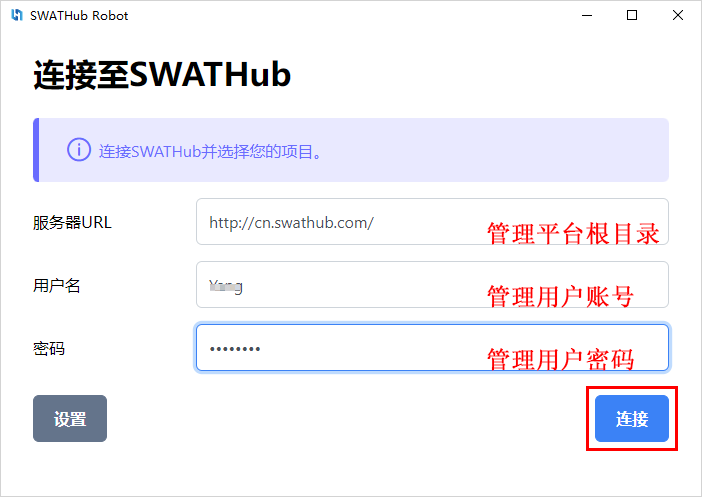 SWATHub Robot
连接至SWATHub
连接SWATHub并选择您的项目。
服务器URL
http://cn.swathub.com/
管理平台根目录
用户名
管理用户账号
密码
••••••••
管理用户密码
设置
连接